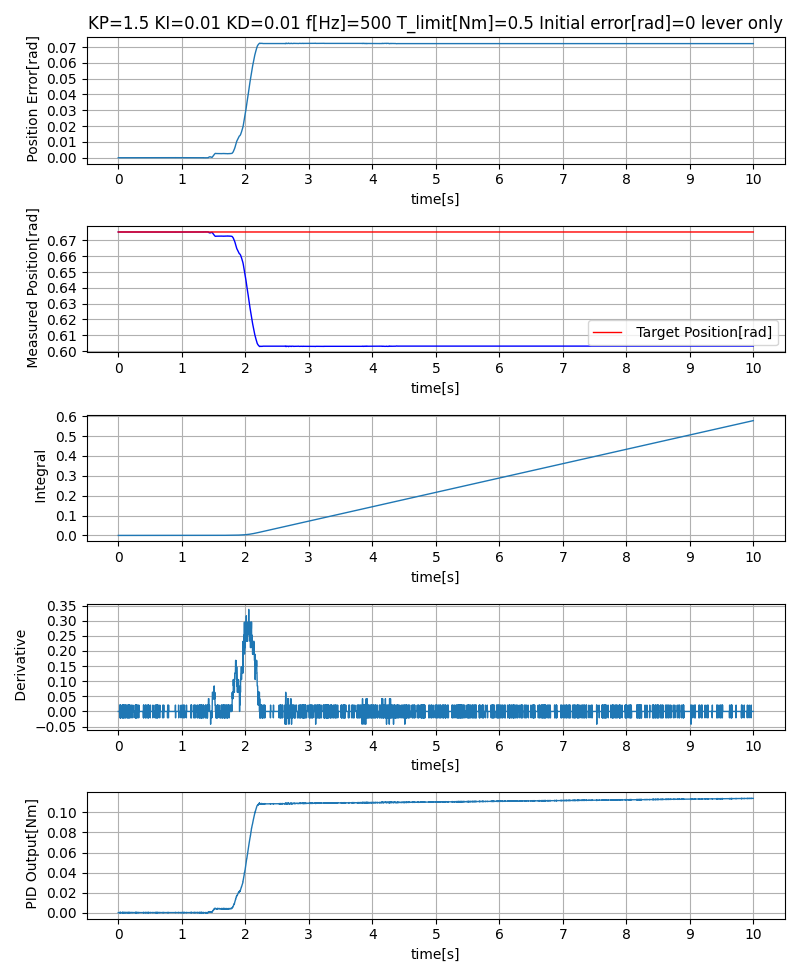 KP=1.5 KI=0.01 KD=0.01 f[Hz]=500 T_limit[Nm]=0.5 Initial error[rad]=0 lever only
Position Error[rad]
0.07
0.06
0.05
0.04
0.03
0.02
0.01
0.00
0 1 2 3 4 5 6 7 8 9 10
time[s]
Measured Position[rad]
0.67
0.66
0.65
0.64
0.63
0.62
0.61
0.60
Target Position[rad]
0 1 2 3 4 5 6 7 8 9 10
time[s]
Integral
0.6
0.5
0.4
0.3
0.2
0.1
0.0
0 1 2 3 4 5 6 7 8 9 10
time[s]
Derivative
0.35
0.30
0.25
0.20
0.15
0.10
0.05
0.00
−0.05
0 1 2 3 4 5 6 7 8 9 10
time[s]
PID Output[Nm]
0.10
0.08
0.06
0.04
0.02
0.00
0 1 2 3 4 5 6 7 8 9 10
time[s]